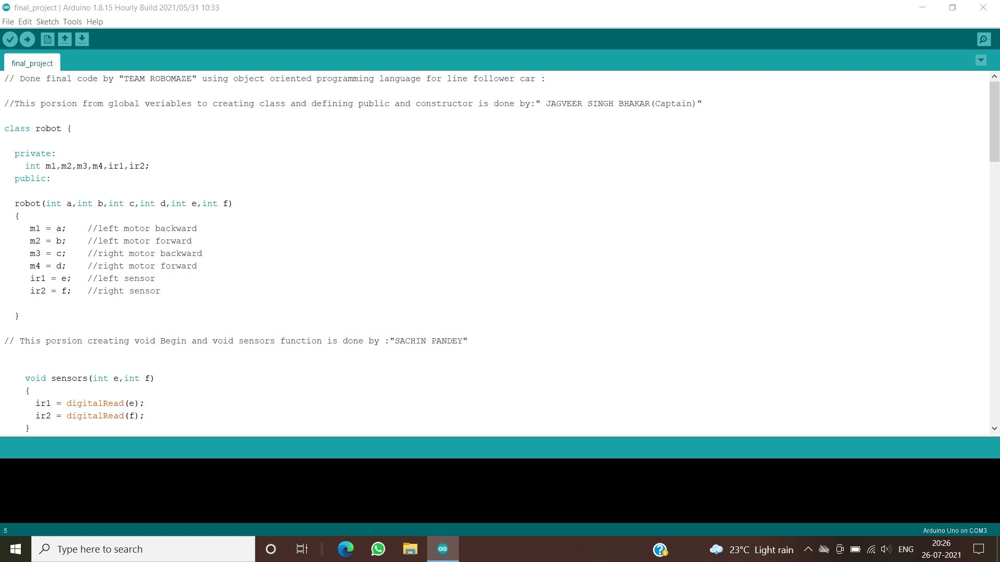 final_project | Arduino 1.8.15 Hourly Build 2021/05/31 10:33
File Edit Sketch Tools Help
final_project
// Done final code by "TEAM ROBOMAZE" using object oriented programming language for line follower car :
//This porsion from global veriables to creating class and defining public and constructor is done by:" JAGVEER SINGH BHAKAR(Captain)"
class robot {
private:
int m1,m2,m3,m4,ir1,ir2;
public:
robot(int a,int b,int c,int d,int e,int f)
{
m1 = a; //left motor backward
m2 = b; //left motor forward
m3 = c; //right motor backward
m4 = d; //right motor forward
ir1 = e; //left sensor
ir2 = f; //right sensor
}
// This porsion creating void Begin and void sensors function is done by :"SACHIN PANDEY"
void sensors(int e,int f)
{
ir1 = digitalRead(e);
ir2 = digitalRead(f);
}
5
Arduino Uno on COM3
Type here to search
23°C Light rain
ENG
20:26
26-07-2021